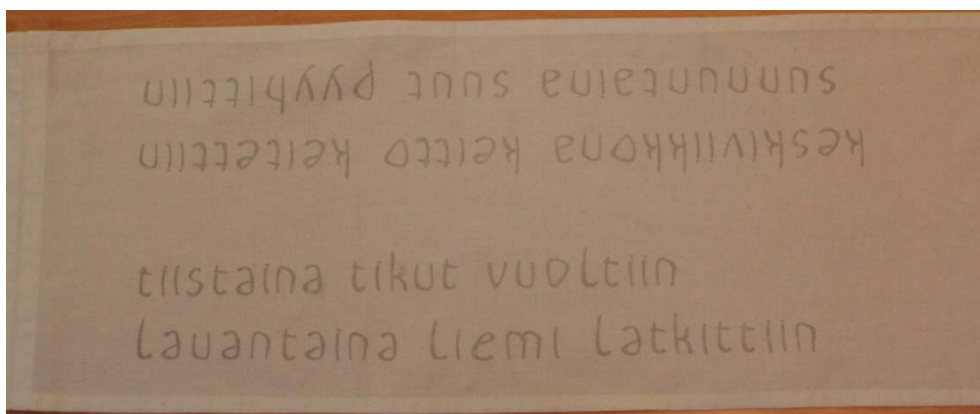 keskiviikkona keitto keitettiin
sunnuntaina suut pyyhittiin
tiistaina tikut vuoltiin
lauantaina liemi latkittiin